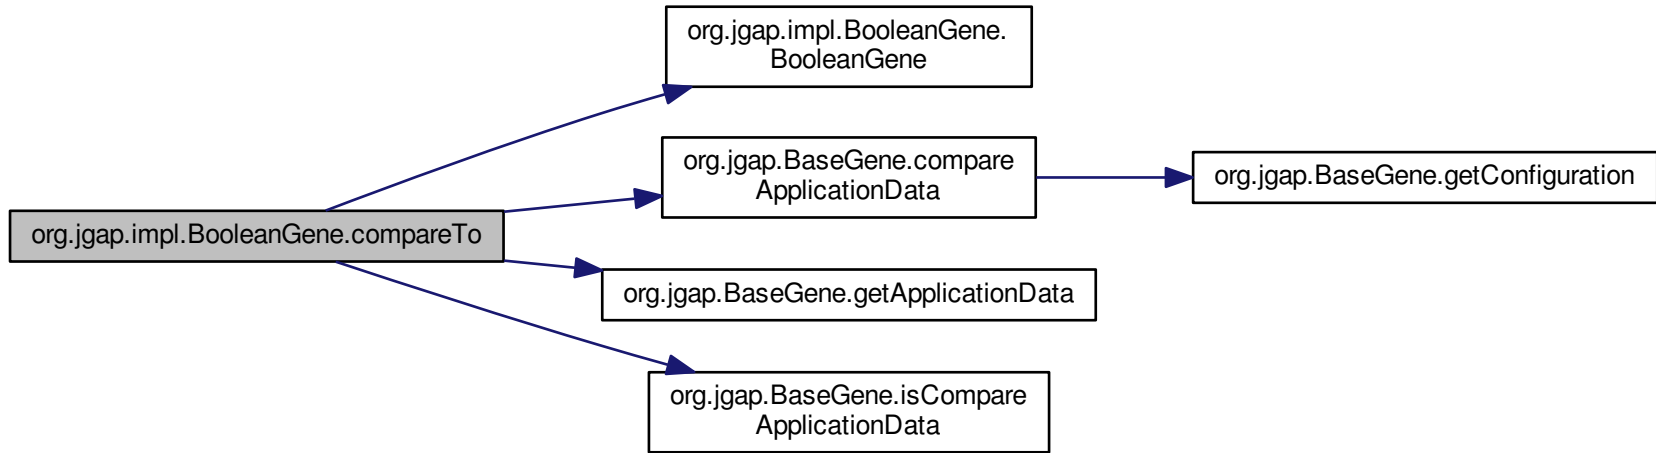 org.jgap.impl.BooleanGene.compareTo
org.jgap.impl.BooleanGene.
BooleanGene
org.jgap.BaseGene.compare
ApplicationData
org.jgap.BaseGene.getConfiguration
org.jgap.BaseGene.getApplicationData
org.jgap.BaseGene.isCompare
ApplicationData